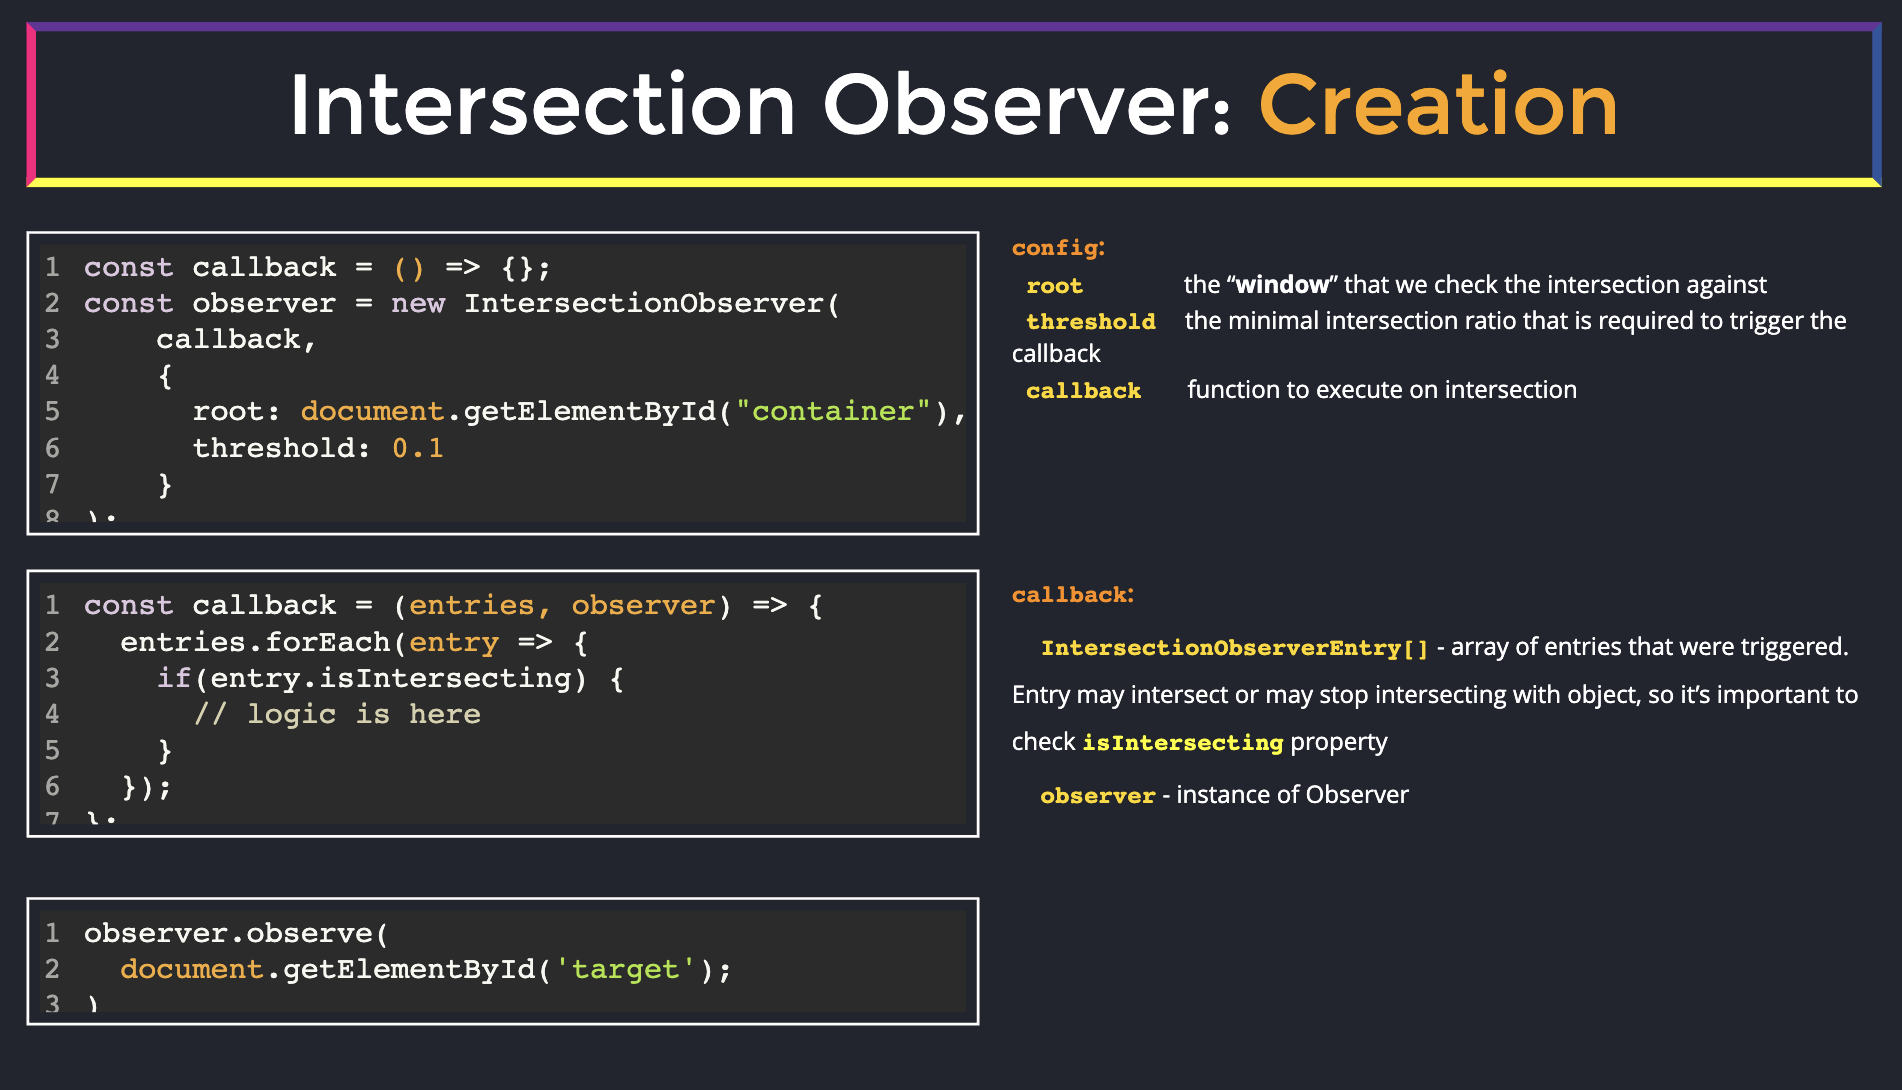 Intersection Observer: Creation
1 const callback = () => {};
2 const observer = new IntersectionObserver(
3     callback,
4     {
5       root: document.getElementById("container"),
6       threshold: 0.1
7     }
8 );
config:
root the “window” that we check the intersection against
threshold the minimal intersection ratio that is required to trigger the
callback
callback function to execute on intersection
1 const callback = (entries, observer) => {
2   entries.forEach(entry => {
3     if(entry.isIntersecting) {
4       // logic is here
5     }
6   });
7 };
callback:
IntersectionObserverEntry[] - array of entries that were triggered.
Entry may intersect or may stop intersecting with object, so it’s important to
check isIntersecting property
observer - instance of Observer
1 observer.observe(
2   document.getElementById('target');
3 )